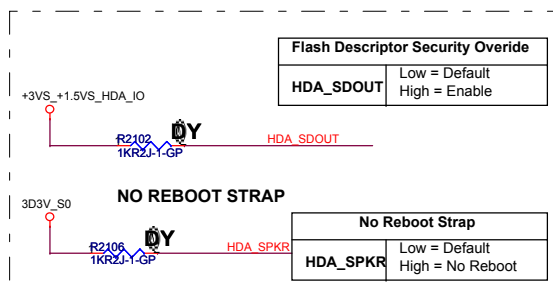 Flash Descriptor Security Overide
HDA_SDOUT
Low = Default
High = Enable
+3VS_+1.5VS_HDA_IO
DY
R2102
1KR2J-1-GP
HDA_SDOUT
NO REBOOT STRAP
3D3V_S0
DY
R2106
1KR2J-1-GP
HDA_SPKR
No Reboot Strap
HDA_SPKR
Low = Default
High = No Reboot